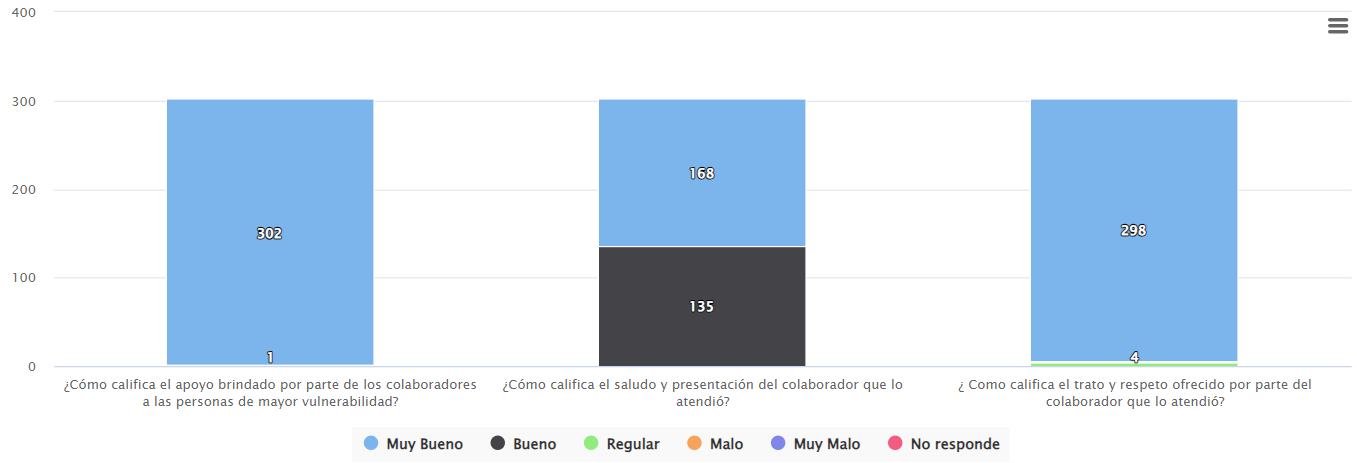 400
300
200
100
0
302
1
168
135
298
4
¿Cómo califica el apoyo brindado por parte de los colaboradores
a las personas de mayor vulnerabilidad?
¿Cómo califica el saludo y presentación del colaborador que lo
atendió?
¿ Como califica el trato y respeto ofrecido por parte del
colaborador que lo atendió?
Muy Bueno Bueno Regular Malo Muy Malo No responde